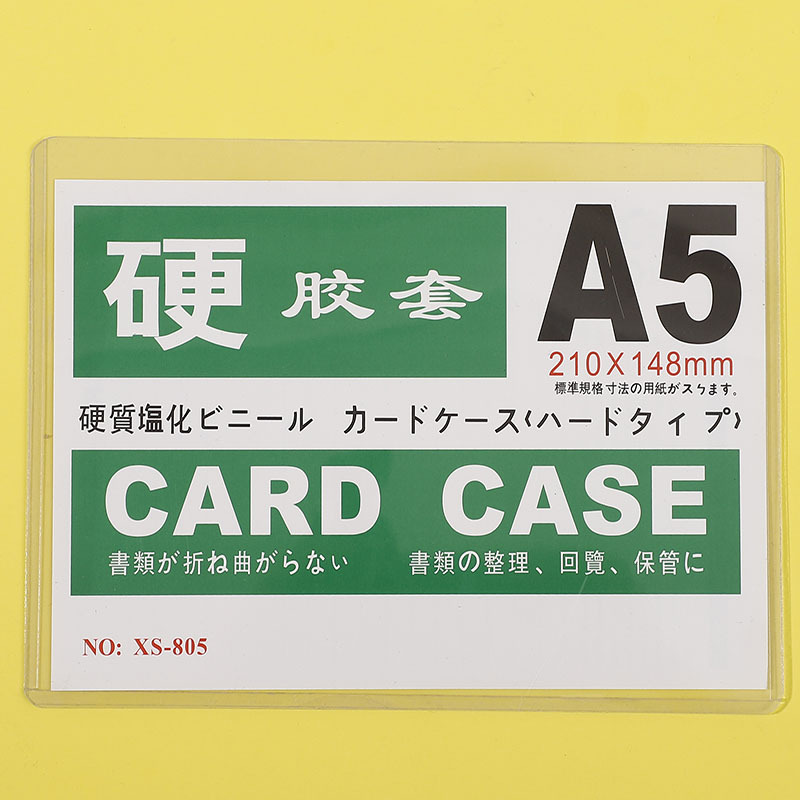 硬 胶套
A5
210X148mm
標準規格寸法の用紙がスㄅます。
硬質塩化ビニール カードケース〈ハードタイプ〉
CARD CASE
書類が折ね曲がらない 書類の整理、回覧、保管に
NO: XS-805